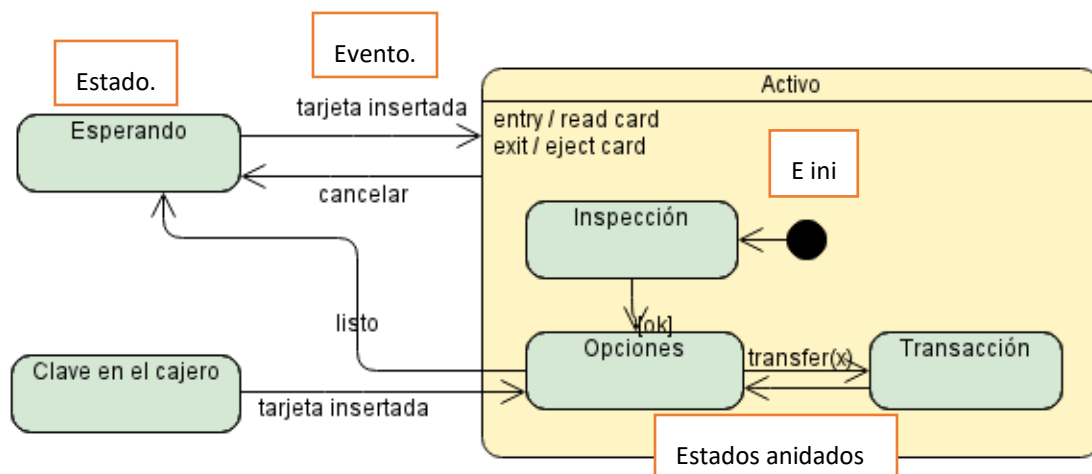 Estado.
Evento.
Activo
Esperando
tarjeta insertada
entry / read card
exit / eject card
E ini
cancelar
Inspección
listo
[ok]
Opciones
transfer(x)
Transacción
Clave en el cajero
tarjeta insertada
Estados anidados